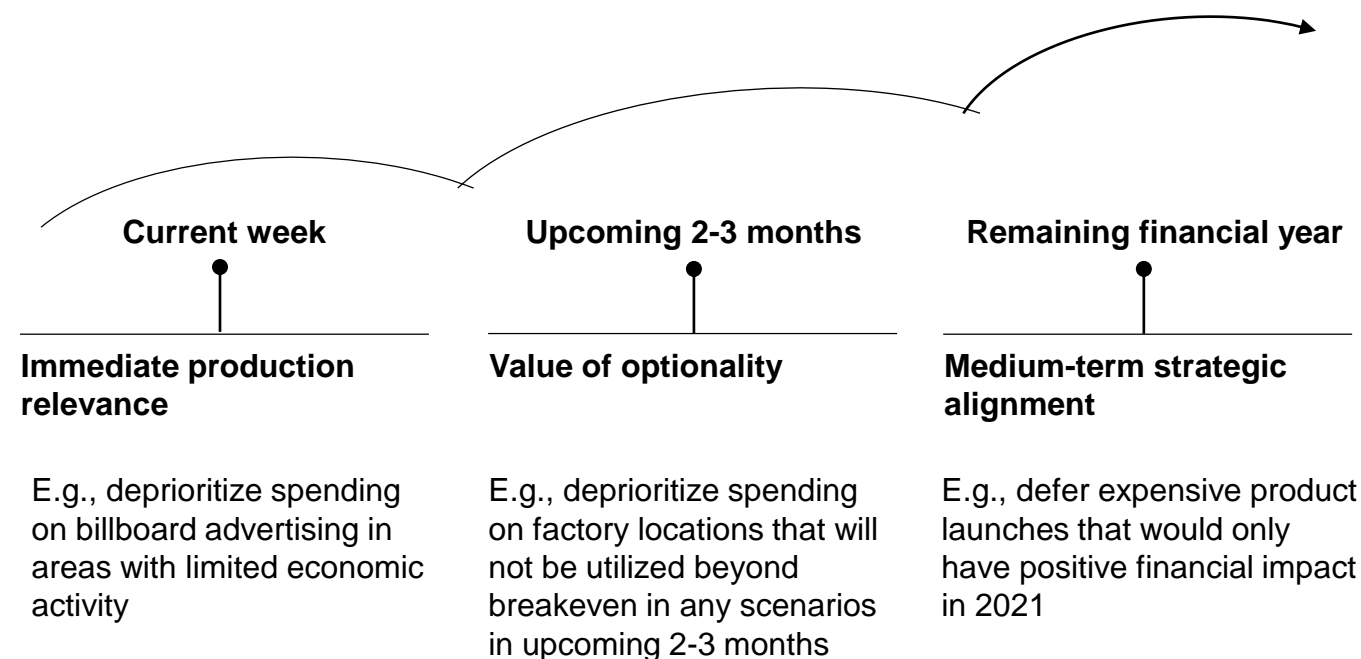 Current week
Upcoming 2-3 months
Remaining financial year
Immediate production
relevance
Value of optionality
Medium-term strategic
alignment
E.g., deprioritize spending
on billboard advertising in
areas with limited economic
activity
E.g., deprioritize spending
on factory locations that will
not be utilized beyond
breakeven in any scenarios
in upcoming 2-3 months
E.g., defer expensive product
launches that would only
have positive financial impact
in 2021